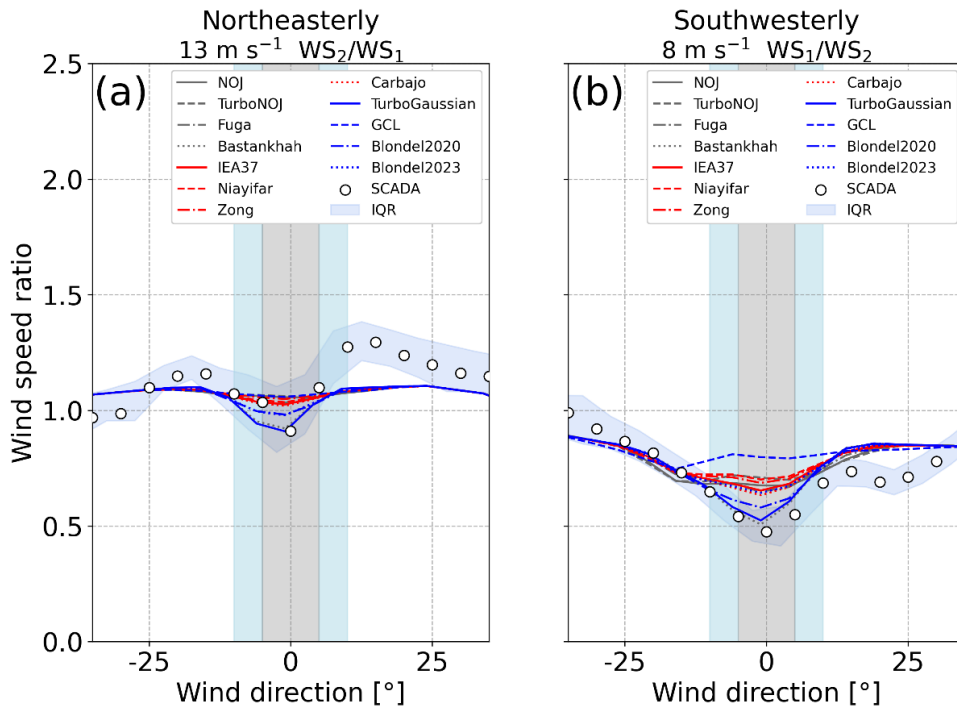 Northeasterly
13 m s⁻¹ WS₂/WS₁
(a)
NOJ
TurboNOJ
Fuga
Bastankhah
IEA37
Niayifar
Zong
Carbajo
TurboGaussian
GCL
Blondel2020
Blondel2023
SCADA
IQR
2.5
2.0
1.5
1.0
0.5
0.0
Wind speed ratio
-25 0 25
Wind direction [°]
Southwesterly
8 m s⁻¹ WS₁/WS₂
(b)
NOJ
TurboNOJ
Fuga
Bastankhah
IEA37
Niayifar
Zong
Carbajo
TurboGaussian
GCL
Blondel2020
Blondel2023
SCADA
IQR
-25 0 25
Wind direction [°]